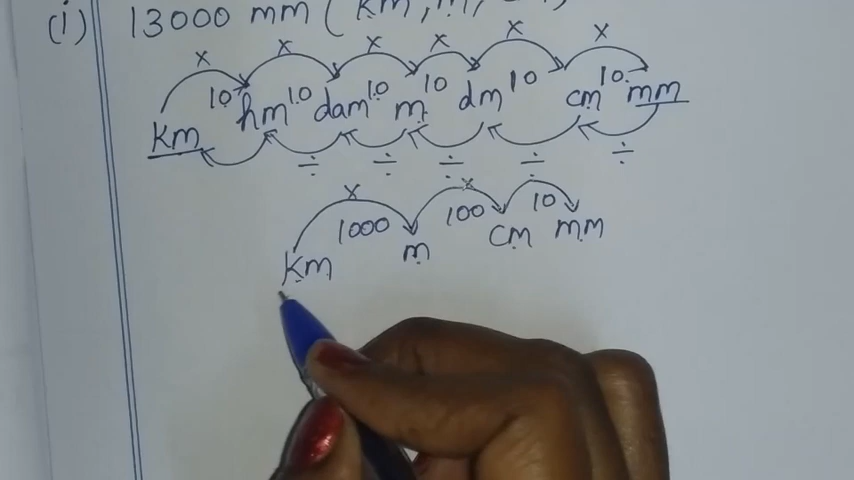 (i) 13000 mm ( km, m,
x x x x x x
km 10 hm 10 dam 10 m 10 dm 10 cm 10 mm
÷ ÷ ÷ ÷ ÷
x x
km 1000 m 100 cm 10 mm